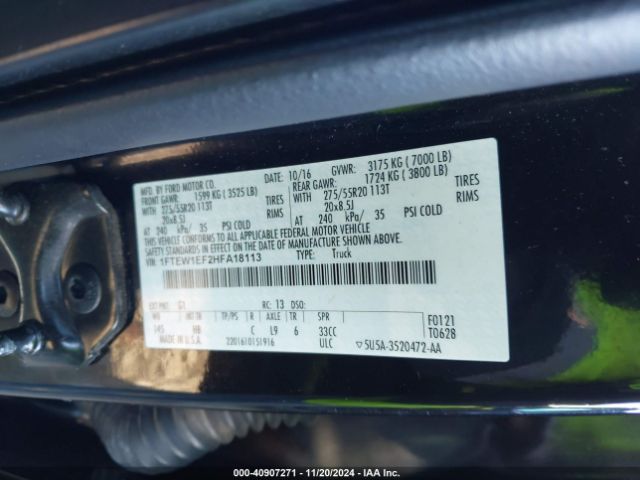 MFD. BY FORD MOTOR CO.
DATE: 10/16 GVWR: 3175 KG ( 7000 LB)
FRONT GAWR: 1599 KG ( 3525 LB) REAR GAWR: 1724 KG ( 3800 LB)
WITH 275/55R20 113T TIRES WITH 275/55R20 113T TIRES
20x8.5J RIMS 20x8.5J RIMS
AT 240 kPa/ 35 PSI COLD AT 240 kPa/ 35 PSI COLD
THIS VEHICLE CONFORMS TO ALL APPLICABLE FEDERAL MOTOR VEHICLE
SAFETY STANDARDS IN EFFECT ON THE DATE OF MANUFACTURE SHOWN ABOVE.
VIN: 1FTEW1EF2HFA18113 TYPE: Truck
EXT PNT: G1 RC: 13 DSO:
WB INT TR TP/PS R AXLE TR SPR F0121
145 HB C L9 6 33CC T0628
MADE IN U.S.A. 2201610151916 ULC ▽5U5A-3520472-AA
000-40907271 - 11/20/2024 - IAA Inc.